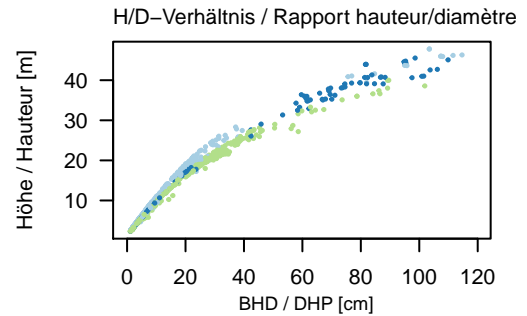 H/D−Verhältnis / Rapport hauteur/diamètre
Höhe / Hauteur [m]
40
30
20
10
0 20 40 60 80 100 120
BHD / DHP [cm]